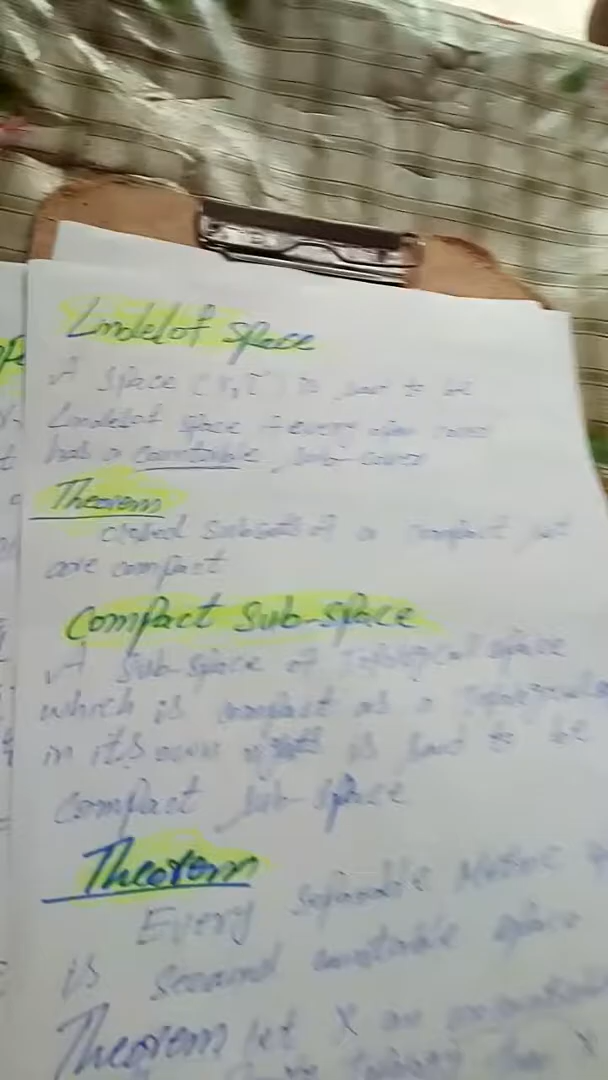 Lindelof space
A space (X, τ) is said to be
Lindelof space if every open cover
has a countable sub-cover
Theorem
closed subsets of a compact set
are compact
Compact sub-space
A sub-space of Topological space
which is compact as a Topological
in its own is said to be
compact sub-space
Theorem
Every separable Metric
is second countable space
Theorem let X an
X